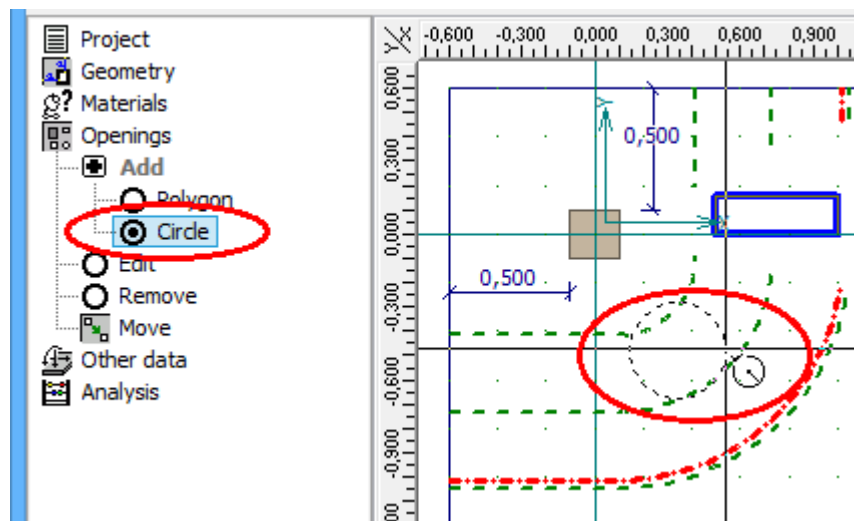 Project
Geometry
Materials
Openings
Add
Polygon
Circle
Edit
Remove
Move
Other data
Analysis
Y/X
-0,600 -0,300 0,000 0,300 0,600 0,900
0,600
0,300
0,000
-0,300
-0,600
-0,900
0,500
Y
0,500